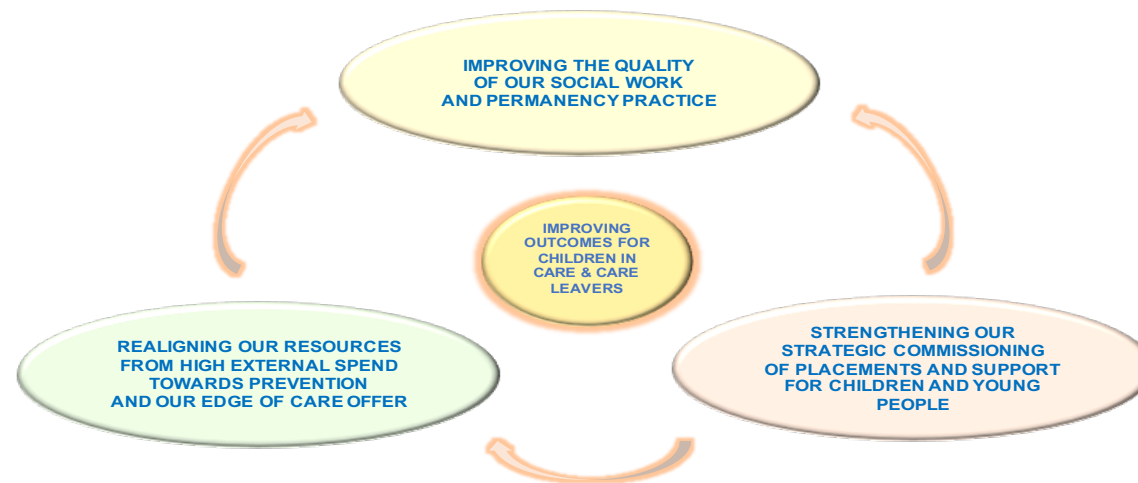 IMPROVING THE QUALITY
OF OUR SOCIAL WORK
AND PERMANENCY PRACTICE
IMPROVING
OUTCOMES FOR
CHILDREN IN
CARE & CARE
LEAVERS
REALIGNING OUR RESOURCES
FROM HIGH EXTERNAL SPEND
TOWARDS PREVENTION
AND OUR EDGE OF CARE OFFER
STRENGTHENING OUR
STRATEGIC COMMISSIONING
OF PLACEMENTS AND SUPPORT
FOR CHILDREN AND YOUNG
PEOPLE